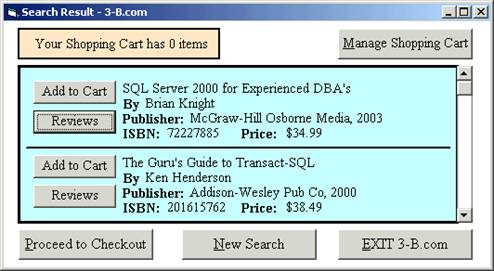 Search Result - 3-B.com
Your Shopping Cart has 0 items
Manage Shopping Cart
Add to Cart
SQL Server 2000 for Experienced DBA's
By Brian Knight
Reviews
Publisher: McGraw-Hill Osborne Media, 2003
ISBN: 72227885 Price: $34.99
Add to Cart
The Guru's Guide to Transact-SQL
By Ken Henderson
Reviews
Publisher: Addison-Wesley Pub Co, 2000
ISBN: 201615762 Price: $38.49
Proceed to Checkout
New Search
EXIT 3-B.com